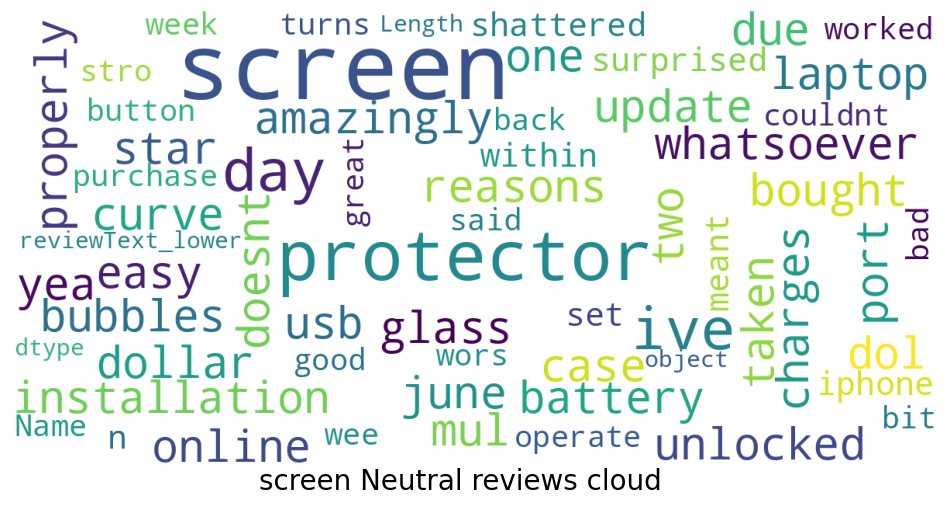 week
turns
Length
shattered
due
worked
screen
one
surprised
laptop
stro
properly
button
amazingly
back
update
couldnt
star
day
great
within
whatsoever
purchase
reasons
bought
curve
said
two
bad
reviewText_lower
doesnt
protector
meant
charges
port
yea
easy
taken
bubbles
usb
glass
set
ive
dtype
dollar
good
wors
case
object
dol
installation
june
battery
iphone
Name
n
online
wee
mul
operate
unlocked
bit
screen Neutral reviews cloud